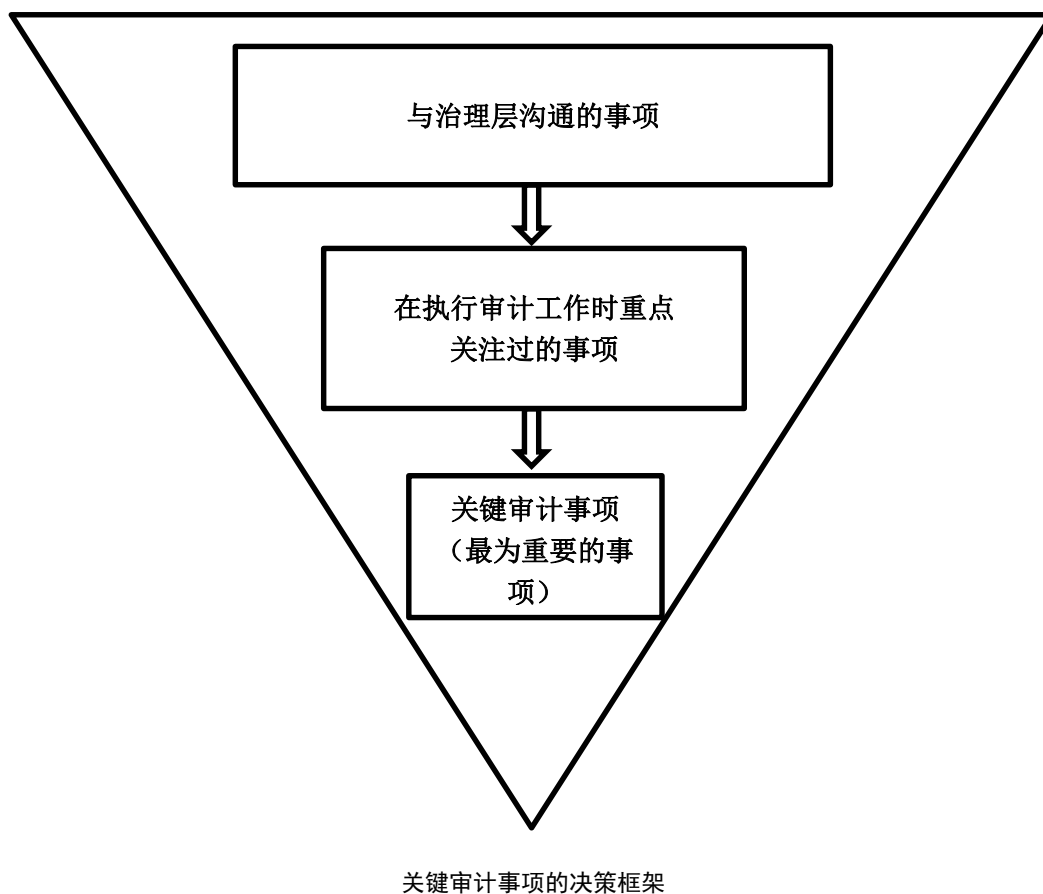 与治理层沟通的事项
在执行审计工作时重点
关注过的事项
关键审计事项
（最为重要的事
项）
关键审计事项的决策框架